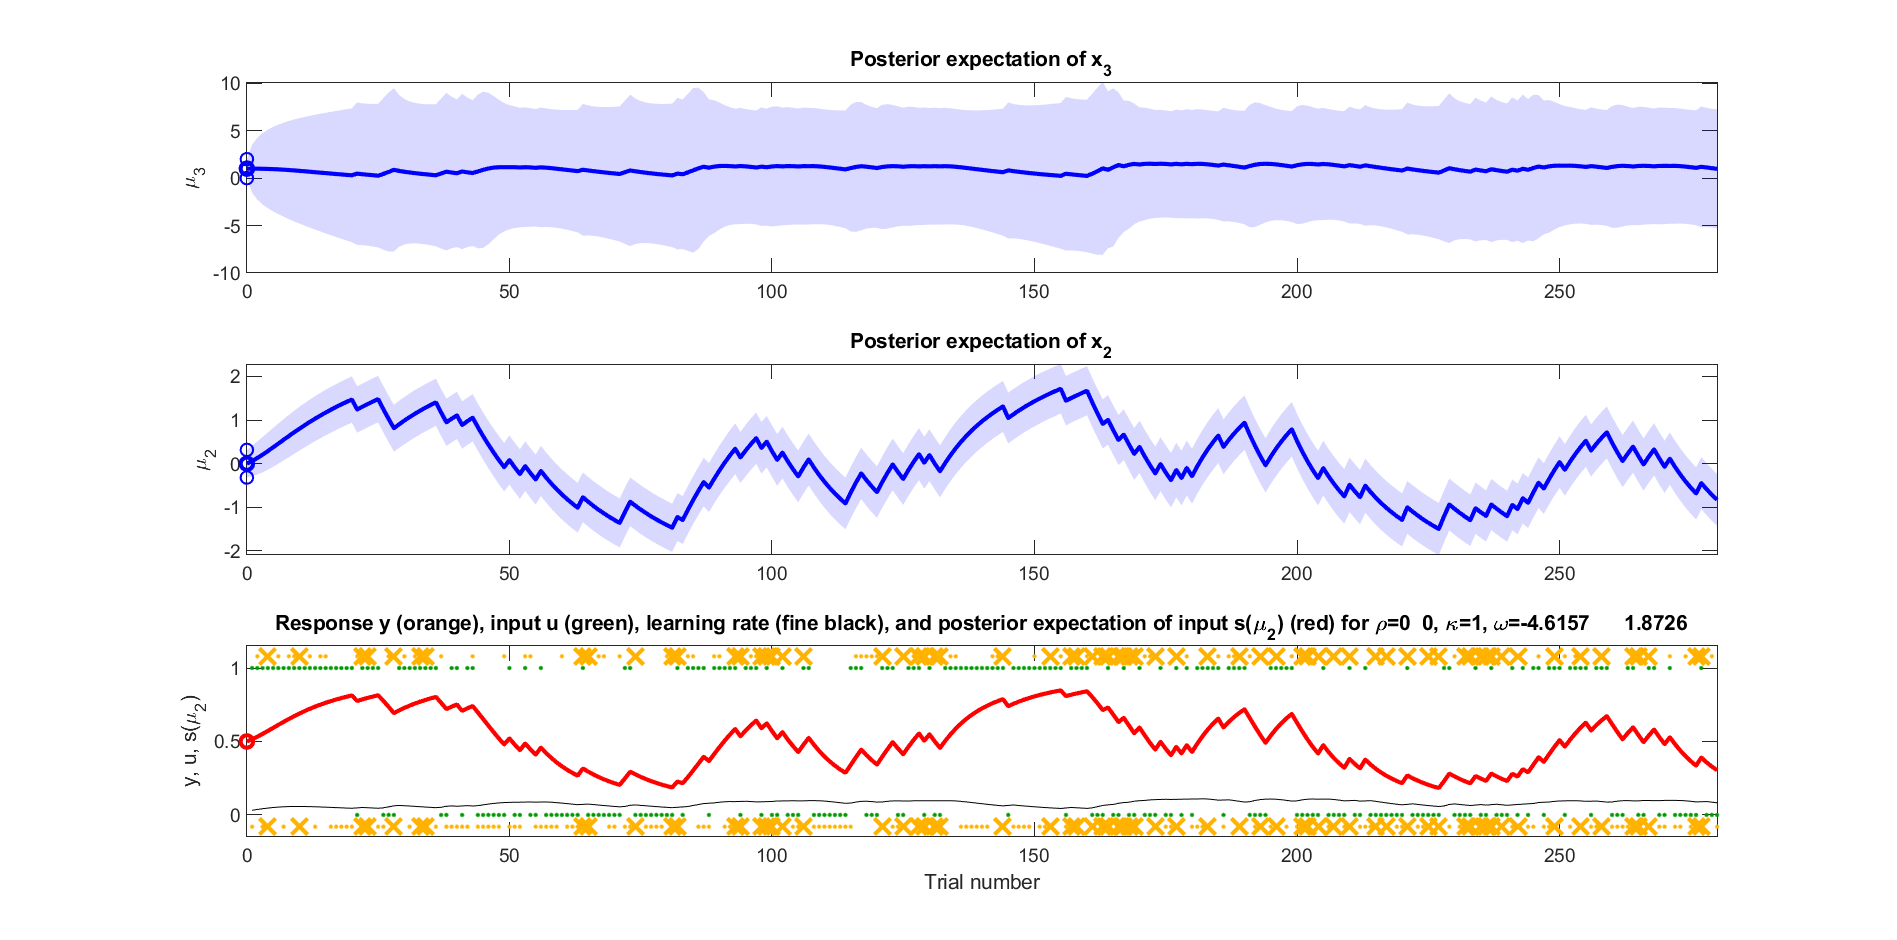 Posterior expectation of x3
10
5
0
-5
-10
μ3
0 50 100 150 200 250
Posterior expectation of x2
2
1
0
-1
-2
μ2
0 50 100 150 200 250
Response y (orange), input u (green), learning rate (fine black), and posterior expectation of input s(μ2) (red) for ρ=0 0, κ=1, ω=-4.6157 1.8726
1
0.5
0
y, u, s(μ2)
0 50 100 150 200 250
Trial number